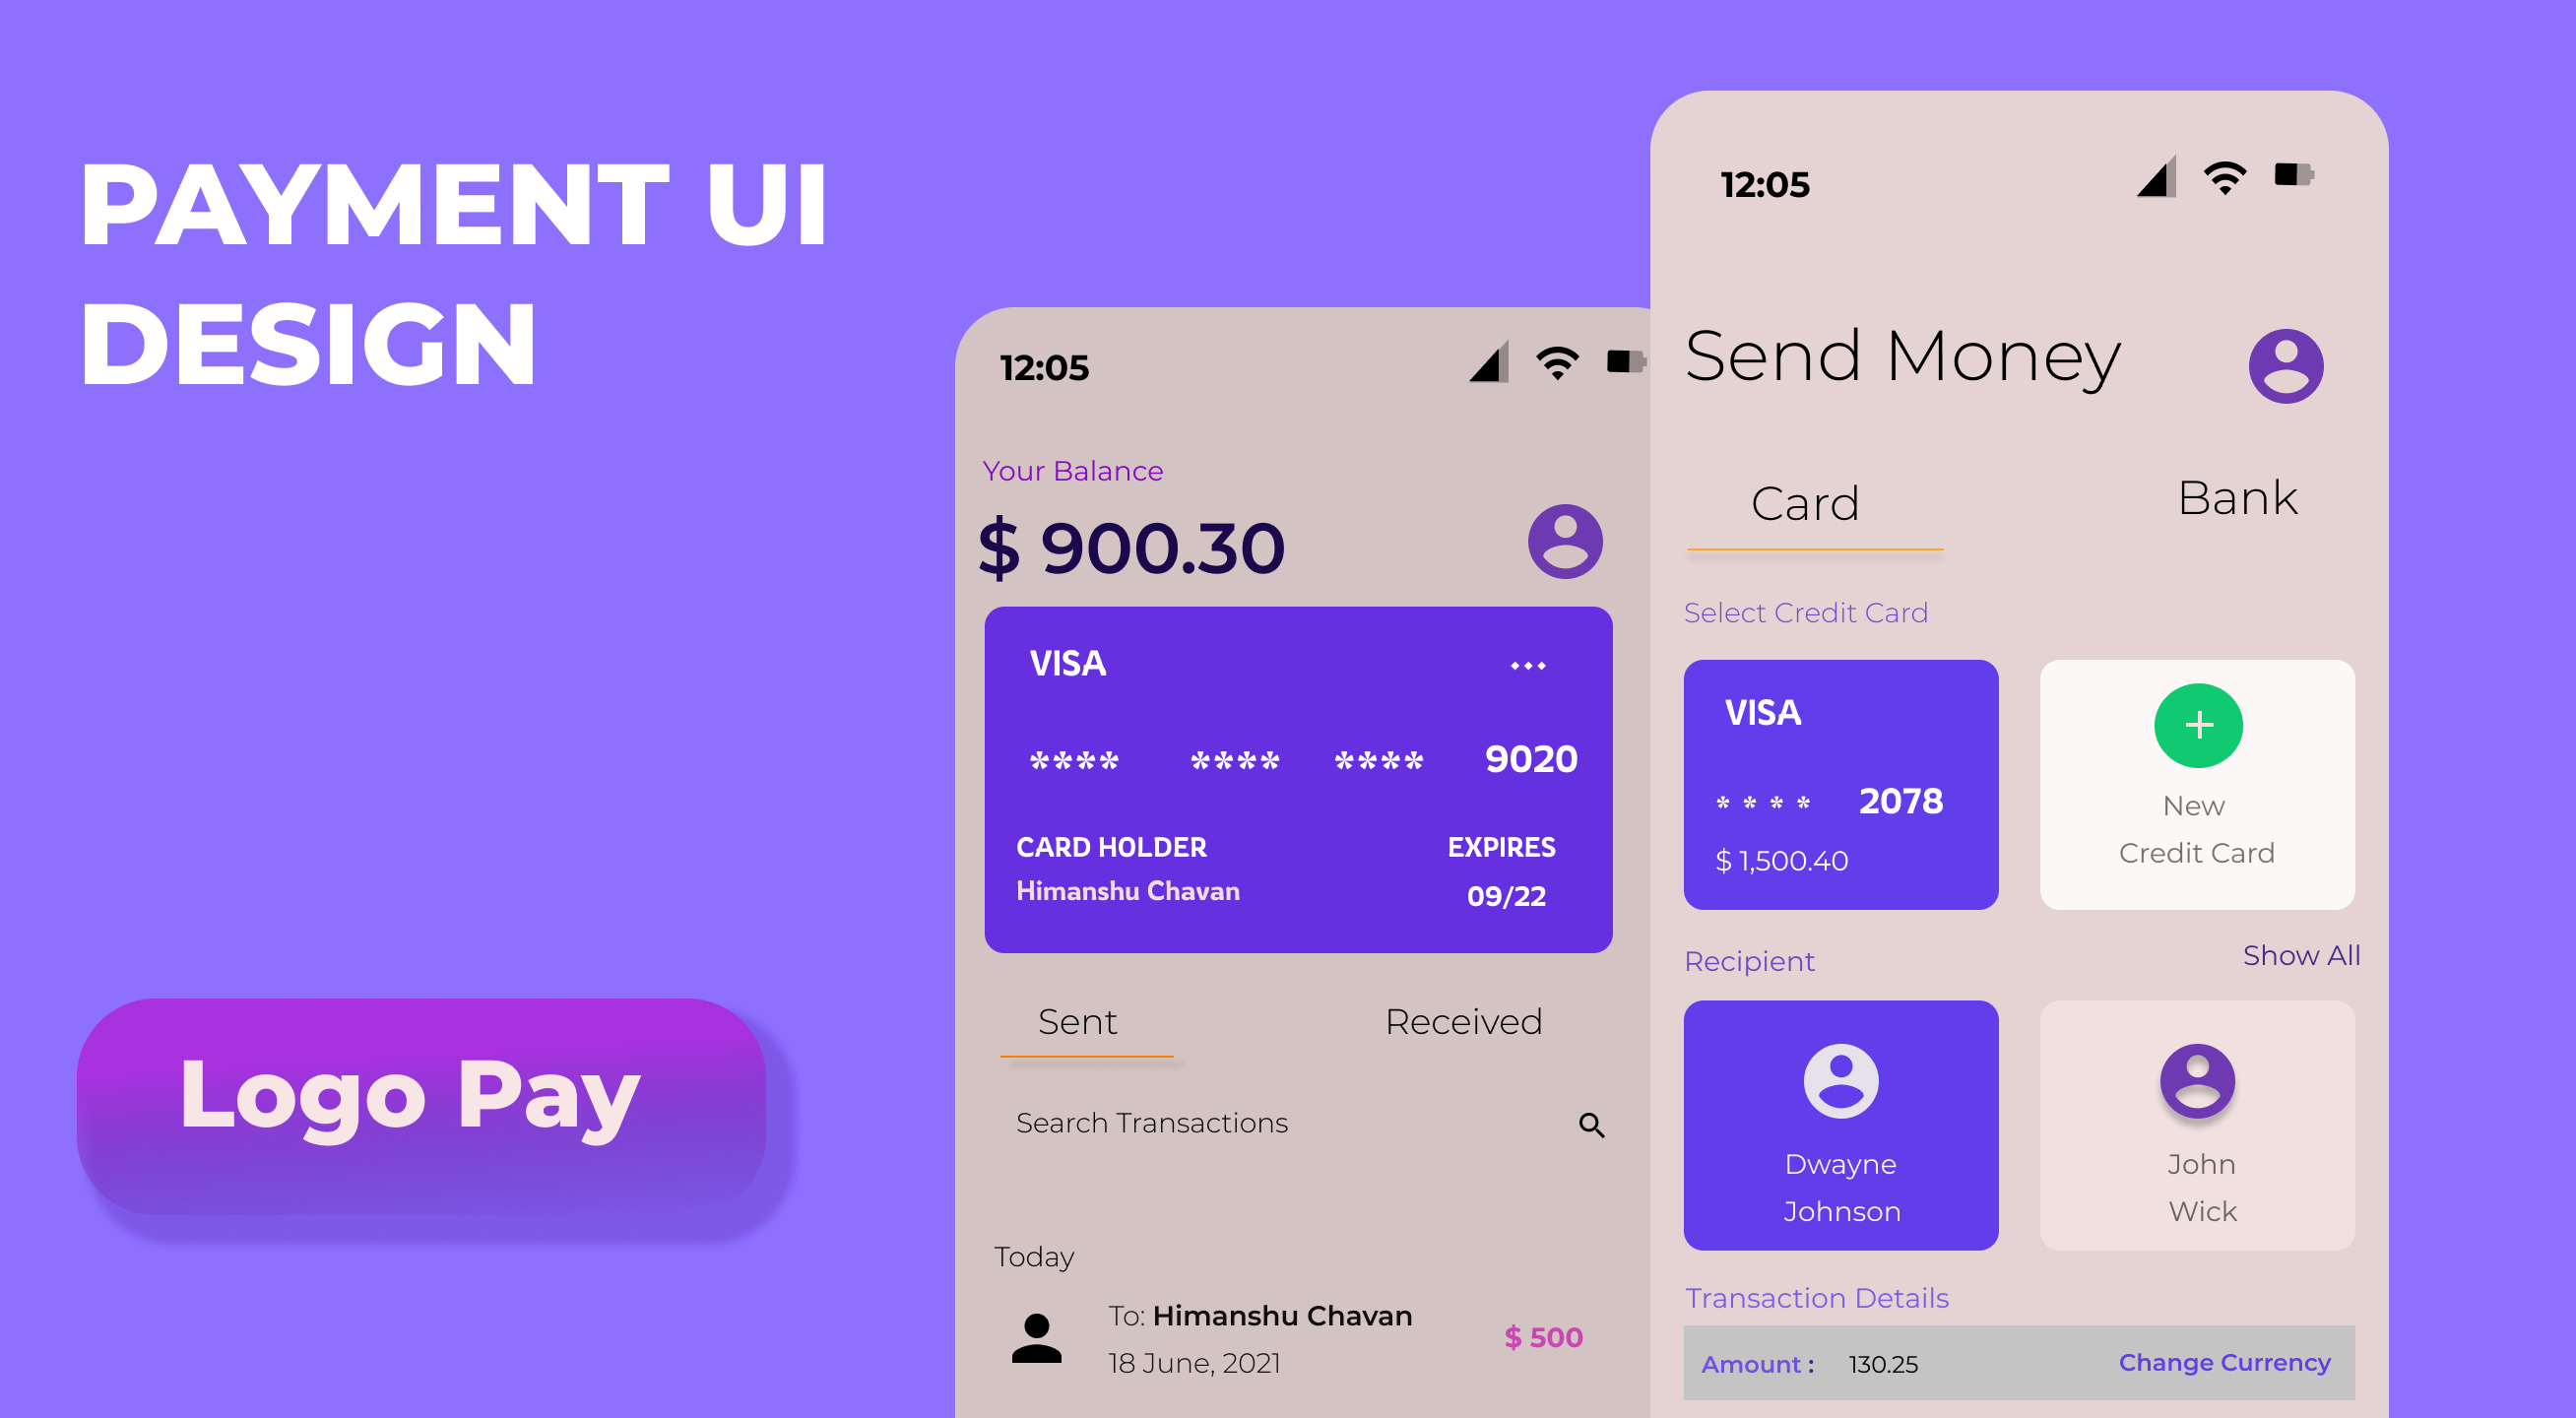 PAYMENT UI
DESIGN
Logo Pay
12:05
Your Balance
$ 900.30
VISA
**** **** **** 9020
CARD HOLDER EXPIRES
Himanshu Chavan 09/22
Sent Received
Search Transactions
Today
To: Himanshu Chavan
18 June, 2021
$ 500
12:05
Send Money
Card Bank
Select Credit Card
VISA
* * * * 2078
$ 1,500.40
+
New
Credit Card
Recipient Show All
Dwayne
Johnson
John
Wick
Transaction Details
Amount : 130.25 Change Currency